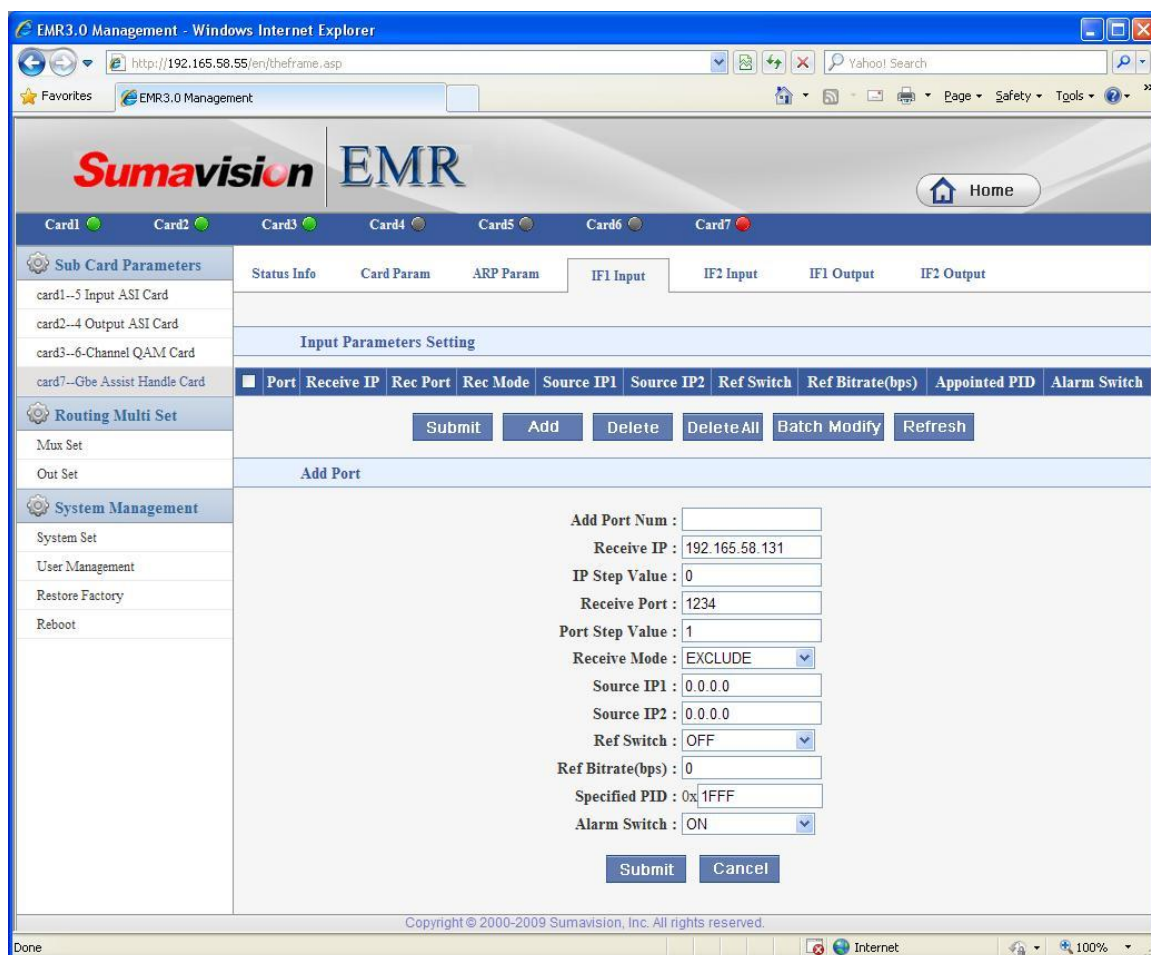 EMR3.0 Management - Windows Internet Explorer
http://192.165.58.55/en/theframe.asp
Yahoo! Search
Favorites
EMR3.0 Management
Page
Safety
Tools
Sumavision EMR
Home
Card1 Card2 Card3 Card4 Card5 Card6 Card7
Sub Card Parameters
card1--5 Input ASI Card
card2--4 Output ASI Card
card3--6-Channel QAM Card
card7--Gbe Assist Handle Card
Routing Multi Set
Mux Set
Out Set
System Management
System Set
User Management
Restore Factory
Reboot
Status Info Card Param ARP Param IF1 Input IF2 Input IF1 Output IF2 Output
Input Parameters Setting
Port Receive IP Rec Port Rec Mode Source IP1 Source IP2 Ref Switch Ref Bitrate(bps) Appointed PID Alarm Switch
Submit Add Delete DeleteAll Batch Modify Refresh
Add Port
Add Port Num :
Receive IP : 192.165.58.131
IP Step Value : 0
Receive Port : 1234
Port Step Value : 1
Receive Mode : EXCLUDE
Source IP1 : 0.0.0.0
Source IP2 : 0.0.0.0
Ref Switch : OFF
Ref Bitrate(bps) : 0
Specified PID : 0x 1FFF
Alarm Switch : ON
Submit Cancel
Copyright © 2000-2009 Sumavision, Inc. All rights reserved.
Done
Internet
100%